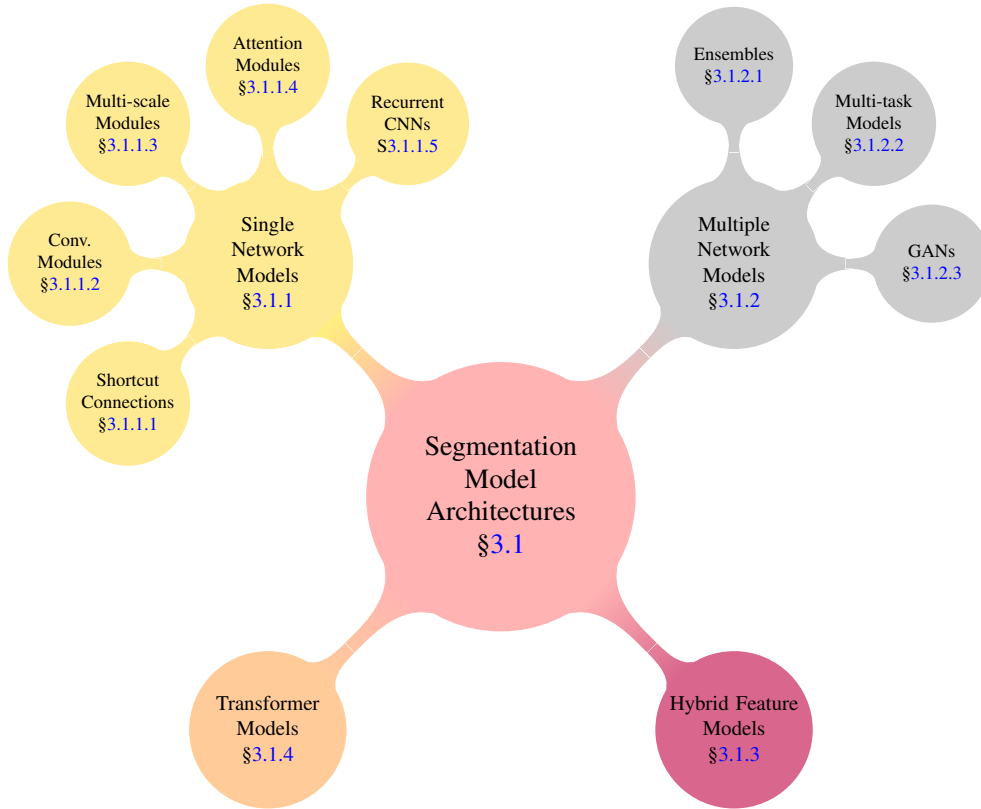 Attention
Modules
§3.1.1.4
Ensembles
§3.1.2.1
Multi-scale
Modules
§3.1.1.3
Recurrent
CNNs
S3.1.1.5
Multi-task
Models
§3.1.2.2
Conv.
Modules
§3.1.1.2
Single
Network
Models
§3.1.1
Multiple
Network
Models
§3.1.2
GANs
§3.1.2.3
Shortcut
Connections
§3.1.1.1
Segmentation
Model
Architectures
§3.1
Transformer
Models
§3.1.4
Hybrid Feature
Models
§3.1.3